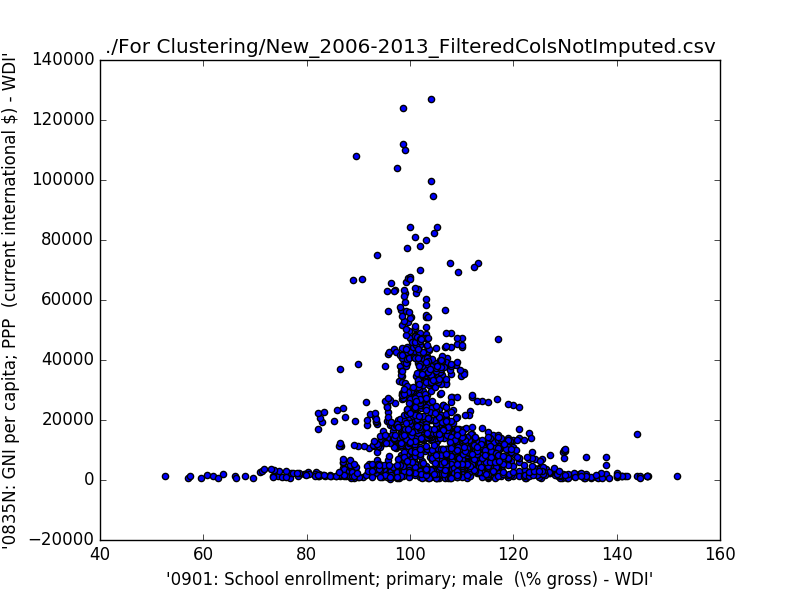 ./For Clustering/New_2006-2013_FilteredColsNotImputed.csv
'0835N: GNI per capita; PPP  (current international $) - WDI'
140000
120000
100000
80000
60000
40000
20000
0
−20000
40 60 80 100 120 140 160
'0901: School enrollment; primary; male  (\% gross) - WDI'